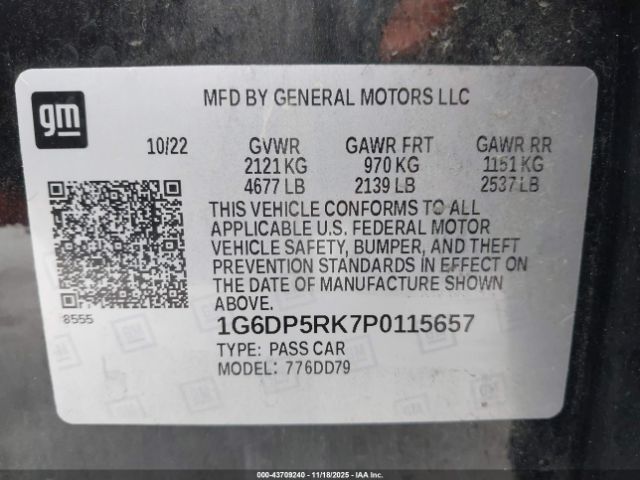 gm
MFD BY GENERAL MOTORS LLC
10/22 GVWR GAWR FRT GAWR RR
2121 KG 970 KG 1151 KG
4677 LB 2139 LB 2537 LB
THIS VEHICLE CONFORMS TO ALL
APPLICABLE U.S. FEDERAL MOTOR
VEHICLE SAFETY, BUMPER, AND THEFT
PREVENTION STANDARDS IN EFFECT ON
THE DATE OF MANUFACTURE SHOWN
ABOVE.
8555
1G6DP5RK7P0115657
TYPE: PASS CAR
MODEL: 776DD79
000-43709240 - 11/18/2025 - IAA Inc.